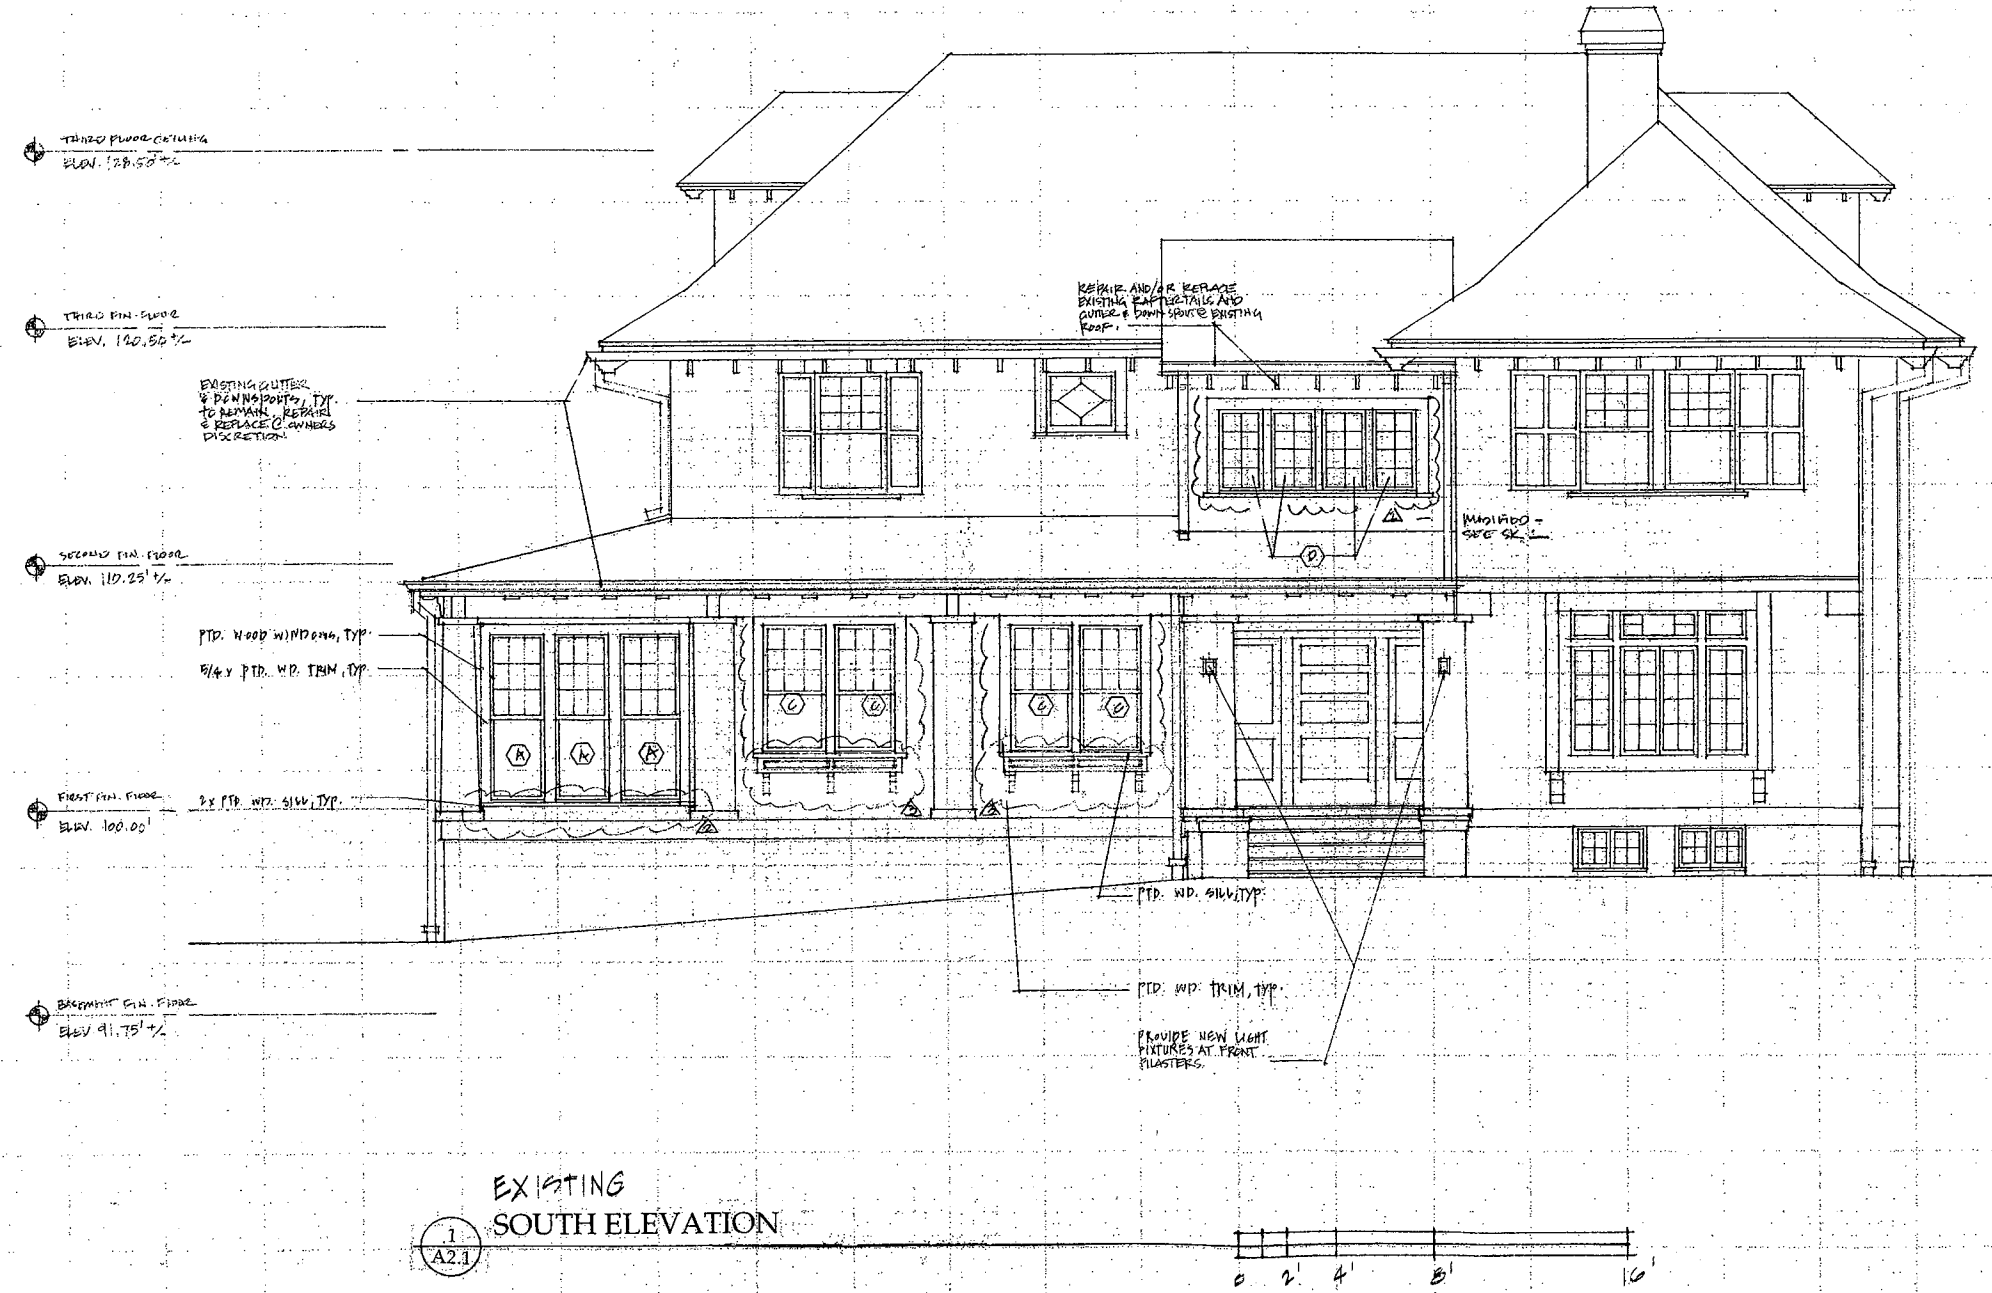 THIRD FLOOR CEILING
ELEV. 128.50' +/-
THIRD FIN. FLOOR
ELEV. 120.50' +/-
REPAIR AND/OR REPLACE
EXISTING RAFTERTAILS AND
GUTTER & DOWNSPOUT @ EXISTING
ROOF.
EXISTING GUTTER
& DOWNSPOUTS, TYP.
TO REMAIN, REPAIR
& REPLACE @ OWNERS
DISCRETION
MODIFIED -
SEE SK.
D
SECOND FIN. FLOOR
ELEV. 110.25' +/-
PTD. WOOD WINDOWS, TYP.
5/4 x PTD. WD. TRIM, TYP.
C C C C
A A A
FIRST FIN. FLOOR
ELEV. 100.00'
2x PTD. WD. SILL, TYP.
PTD. WD. SILL, TYP.
PTD. WD. TRIM, TYP.
BASEMENT FIN. FLOOR
ELEV. 91.75' +/-
PROVIDE NEW LIGHT
FIXTURES AT FRONT
PILASTERS.
EXISTING
SOUTH ELEVATION
1
A2.1
0 2' 4' 8' 16'